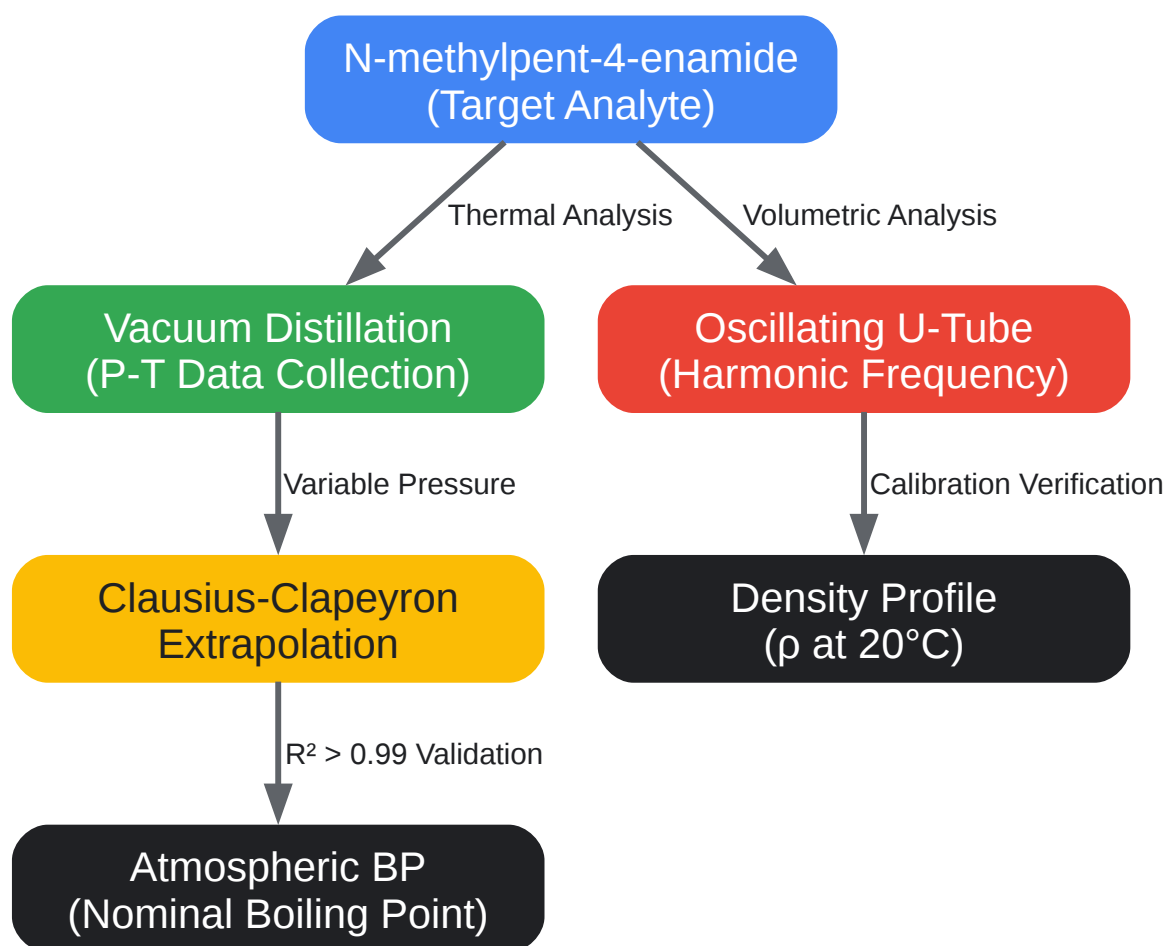 N-methylpent-4-enamide
(Target Analyte)
Thermal Analysis
Volumetric Analysis
Vacuum Distillation
(P-T Data Collection)
Oscillating U-Tube
(Harmonic Frequency)
Variable Pressure
Calibration Verification
Clausius-Clapeyron
Extrapolation
Density Profile
(ρ at 20°C)
R² > 0.99 Validation
Atmospheric BP
(Nominal Boiling Point)